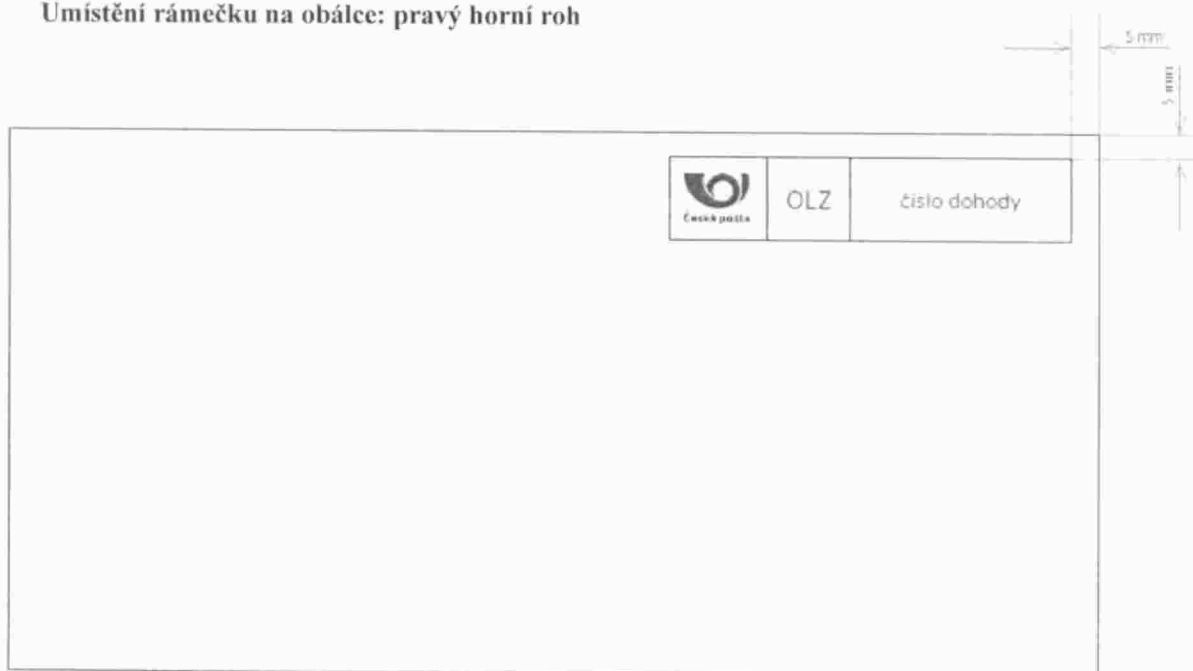 Umístění rámečku na obálce: pravý horní roh
5 mm
5 mm
Česká pošta
OLZ
číslo dohody